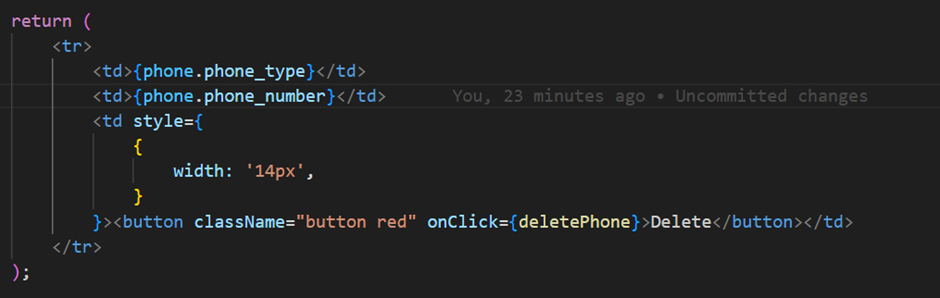 return (
<tr>
<td>{phone.phone_type}</td>
<td>{phone.phone_number}</td> You, 23 minutes ago • Uncommitted changes
<td style={
{
width: '14px',
}
}><button className="button red" onClick={deletePhone}>Delete</button></td>
</tr>
);